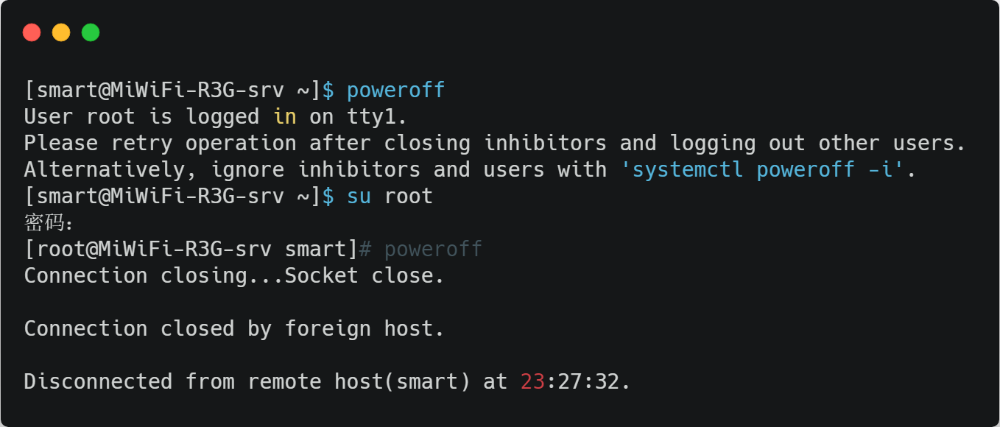 [smart@MiWiFi-R3G-srv ~]$ poweroff
User root is logged in on tty1.
Please retry operation after closing inhibitors and logging out other users.
Alternatively, ignore inhibitors and users with 'systemctl poweroff -i'.
[smart@MiWiFi-R3G-srv ~]$ su root
密码：
[root@MiWiFi-R3G-srv smart]# poweroff
Connection closing...Socket close.
Connection closed by foreign host.
Disconnected from remote host(smart) at 23:27:32.